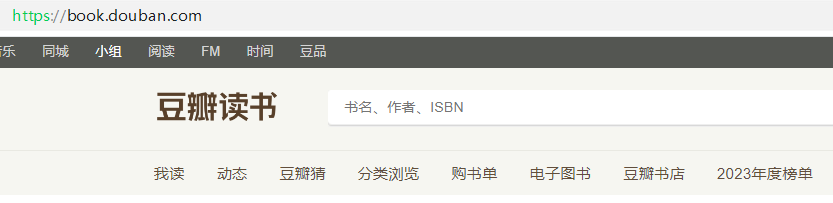 https://book.douban.com
乐 同城 小组 阅读 FM 时间 豆品
豆瓣读书 书名、作者、ISBN
我读 动态 豆瓣猜 分类浏览 购书单 电子图书 豆瓣书店 2023年度榜单